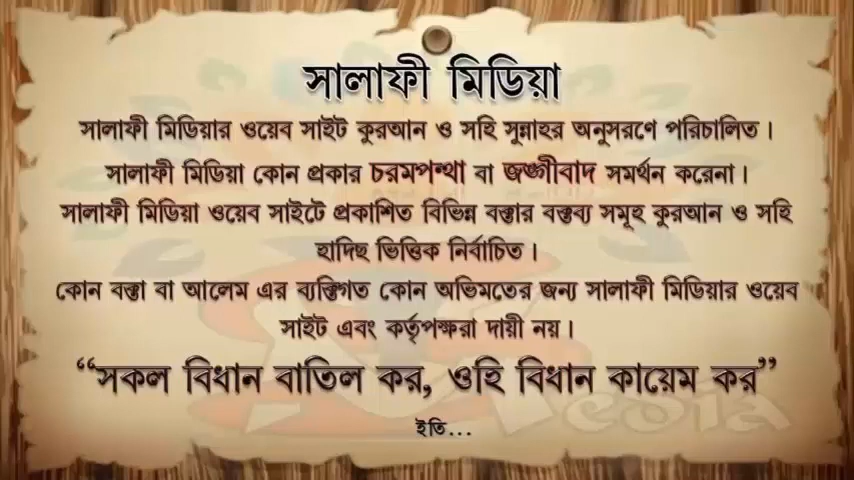 সালাফী মিডিয়া
সালাফী মিডিয়ার ওয়েব সাইট কুরআন ও সহি সুন্নাহর অনুসরণে পরিচালিত।
সালাফী মিডিয়া কোন প্রকার চরমপন্থা বা জঙ্গীবাদ সমর্থন করেনা।
সালাফী মিডিয়া ওয়েব সাইটে প্রকাশিত বিভিন্ন বক্তার বক্তব্য সমূহ কুরআন ও সহি
হাদিছ ভিত্তিক নির্বাচিত।
কোন বক্তা বা আলেম এর ব্যক্তিগত কোন অভিমতের জন্য সালাফী মিডিয়ার ওয়েব
সাইট এবং কর্তৃপক্ষরা দায়ী নয়।
“সকল বিধান বাতিল কর, ওহি বিধান কায়েম কর”
ইতি...